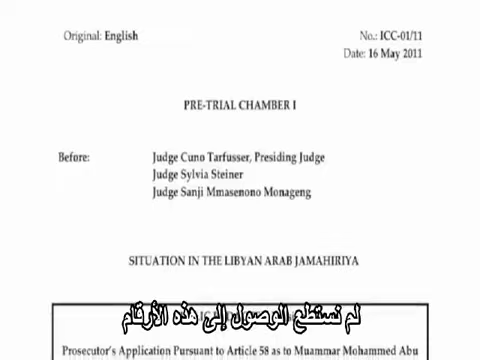 Original: English
No.: ICC-01/11
Date: 16 May 2011
PRE-TRIAL CHAMBER I
Before:
Judge Cuno Tarfusser, Presiding Judge
Judge Sylvia Steiner
Judge Sanji Mmasenono Monageng
SITUATION IN THE LIBYAN ARAB JAMAHIRIYA
لم نستطع الوصول إلى هذه الأرقام
Prosecutor's Application Pursuant to Article 58 as to Muammar Mohammed Abu